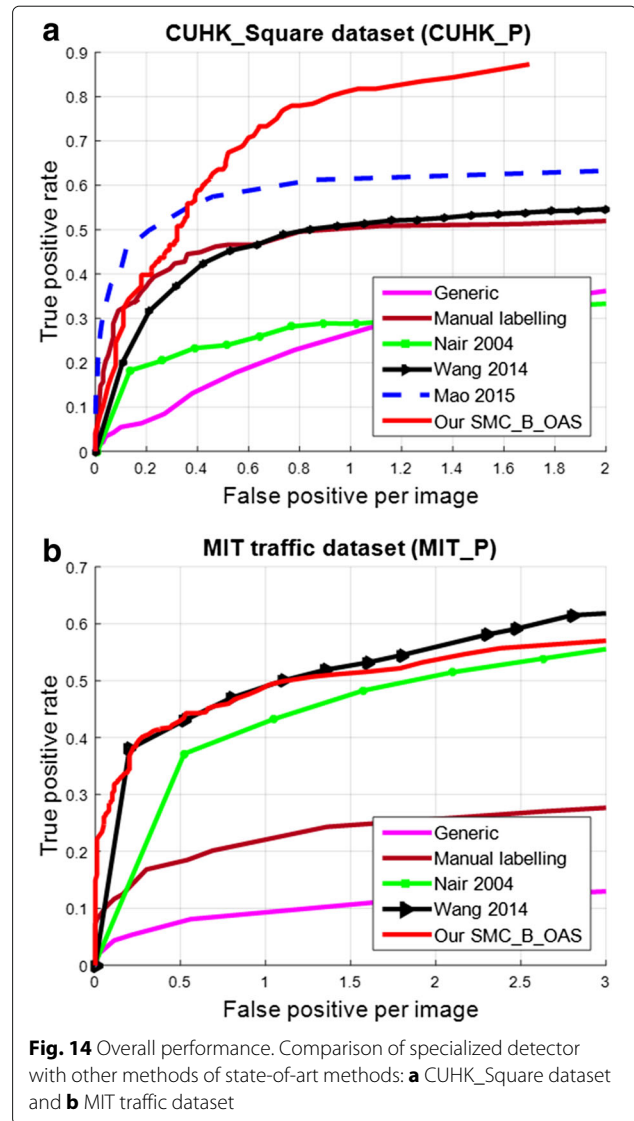 a
CUHK_Square dataset (CUHK_P)
0.9
0.8
0.7
0.6
0.5
0.4
0.3
0.2
0.1
0
True positive rate
Generic
Manual labelling
Nair 2004
Wang 2014
Mao 2015
Our SMC_B_OAS
0 0.2 0.4 0.6 0.8 1 1.2 1.4 1.6 1.8 2
False positive per image
b
MIT traffic dataset (MIT_P)
0.7
0.6
0.5
0.4
0.3
0.2
0.1
0
True positive rate
Generic
Manual labelling
Nair 2004
Wang 2014
Our SMC_B_OAS
0 0.5 1 1.5 2 2.5 3
False positive per image
Fig. 14 Overall performance. Comparison of specialized detector
with other methods of state-of-art methods: a CUHK_Square dataset
and b MIT traffic dataset